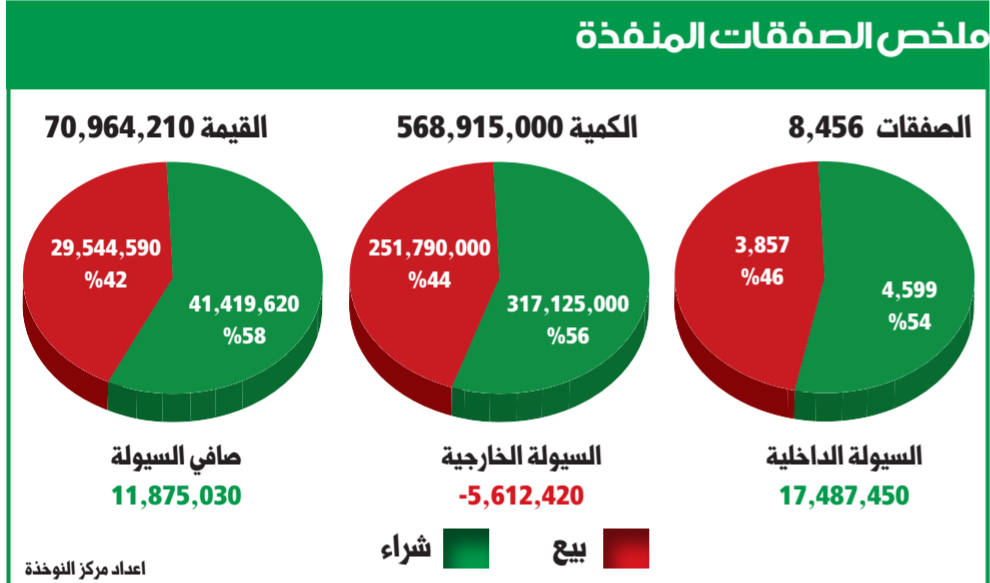 ملخص الصفقات المنفذة
الصفقات 8,456
3,857
%46
4,599
%54
الكمية 568,915,000
251,790,000
%44
317,125,000
%56
القيمة 70,964,210
29,544,590
%42
41,419,620
%58
السيولة الداخلية
17,487,450
السيولة الخارجية
-5,612,420
صافي السيولة
11,875,030
بيع
شراء
اعداد مركز النوخذة